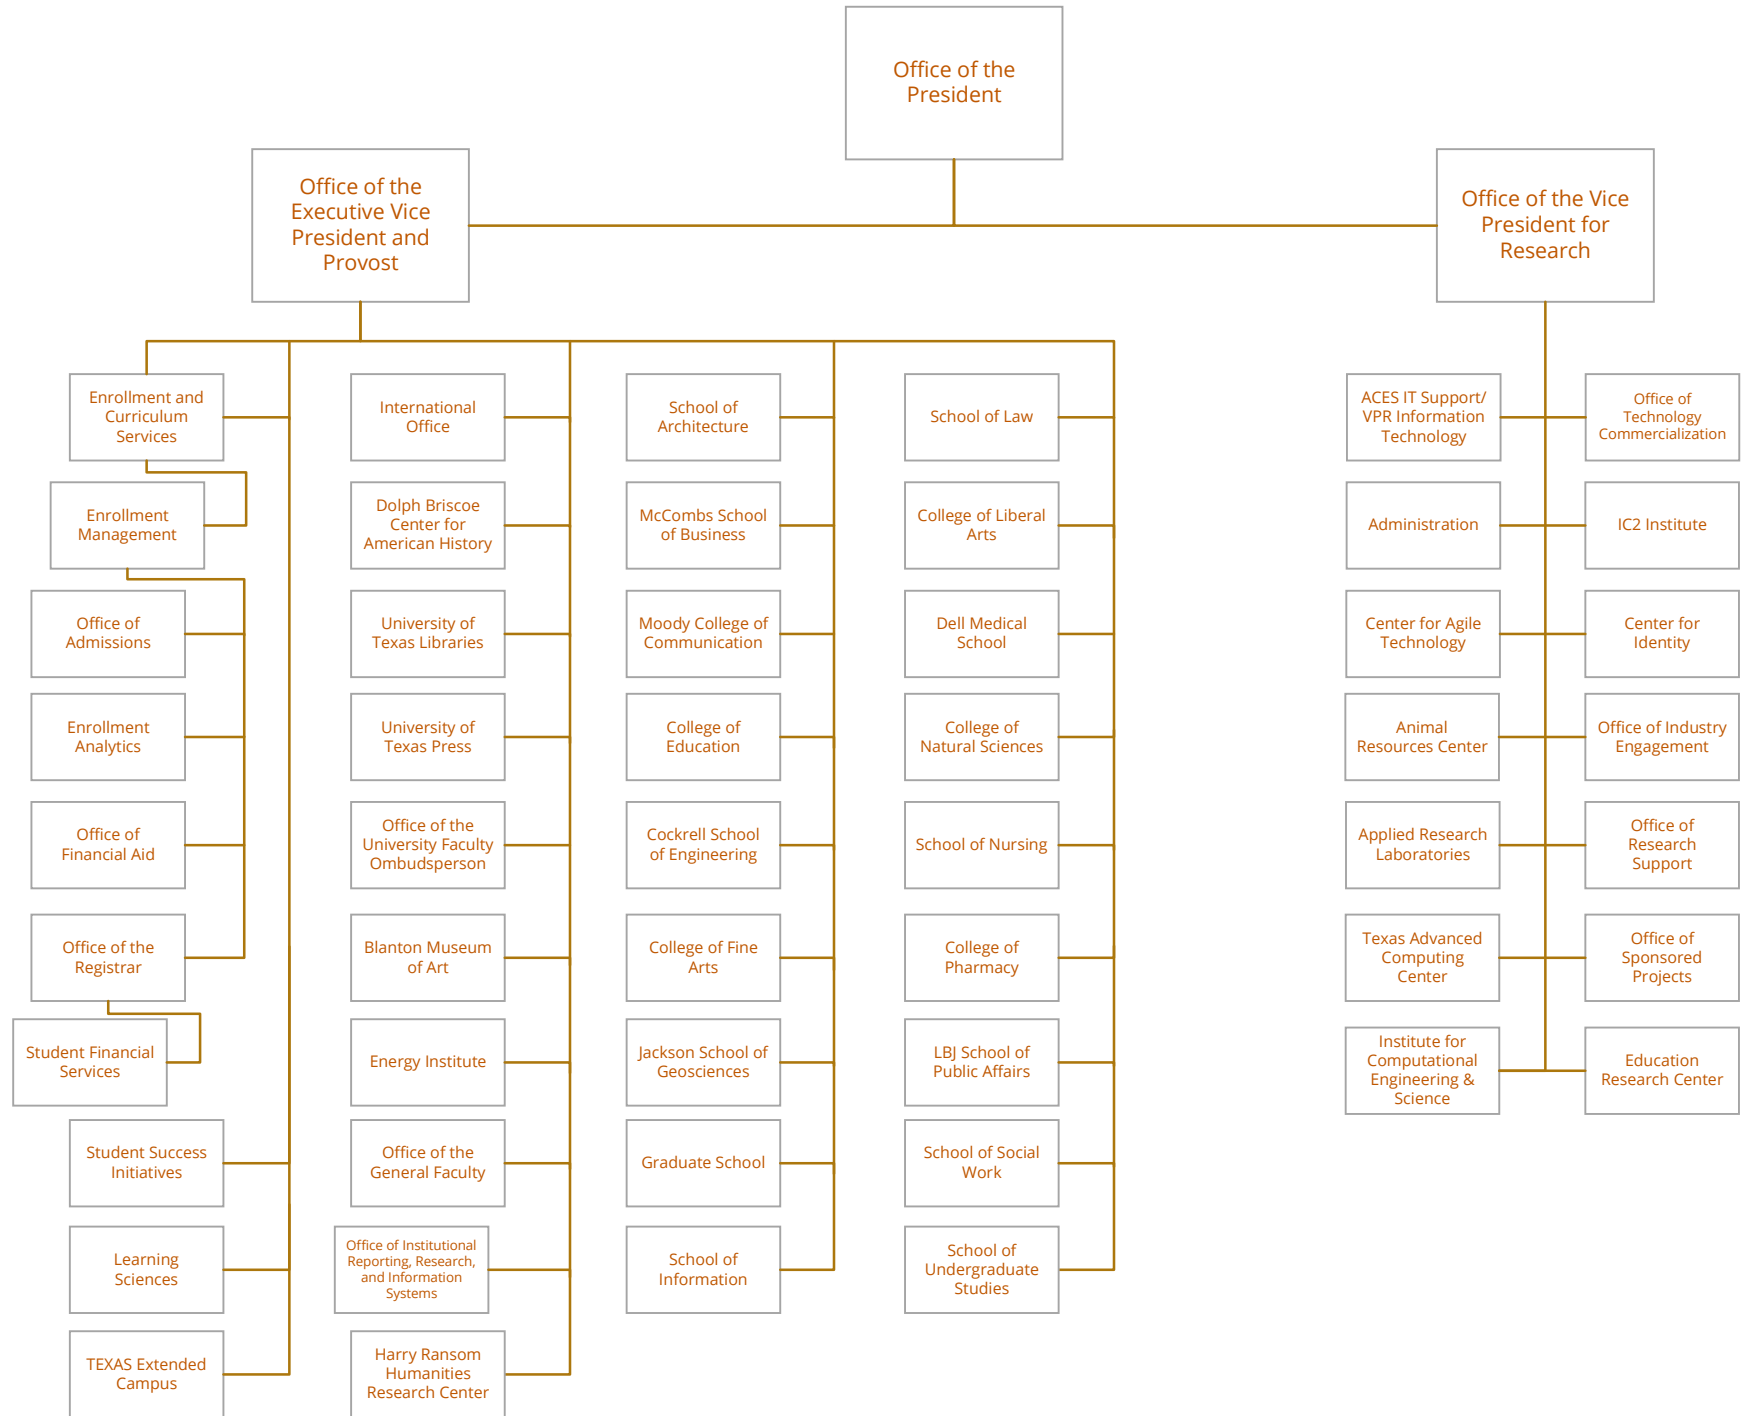 Office of the
President
Office of the
Executive Vice
President and
Provost
Office of the Vice
President for
Research
Enrollment and
Curriculum
Services
Enrollment
Management
Office of
Admissions
Enrollment
Analytics
Office of
Financial Aid
Office of the
Registrar
Student Financial
Services
Student Success
Initiatives
Learning
Sciences
TEXAS Extended
Campus
International
Office
Dolph Briscoe
Center for
American History
University of
Texas Libraries
University of
Texas Press
Office of the
University Faculty
Ombudsperson
Blanton Museum
of Art
Energy Institute
Office of the
General Faculty
Office of Institutional
Reporting, Research,
and Information
Systems
Harry Ransom
Humanities
Research Center
School of
Architecture
McCombs School
of Business
Moody College of
Communication
College of
Education
Cockrell School
of Engineering
College of Fine
Arts
Jackson School of
Geosciences
Graduate School
School of
Information
School of Law
College of Liberal
Arts
Dell Medical
School
College of
Natural Sciences
School of Nursing
College of
Pharmacy
LBJ School of
Public Affairs
School of Social
Work
School of
Undergraduate
Studies
ACES IT Support/
VPR Information
Technology
Administration
Center for Agile
Technology
Animal
Resources Center
Applied Research
Laboratories
Texas Advanced
Computing
Center
Institute for
Computational
Engineering &
Science
Office of
Technology
Commercialization
IC2 Institute
Center for
Identity
Office of Industry
Engagement
Office of
Research
Support
Office of
Sponsored
Projects
Education
Research Center